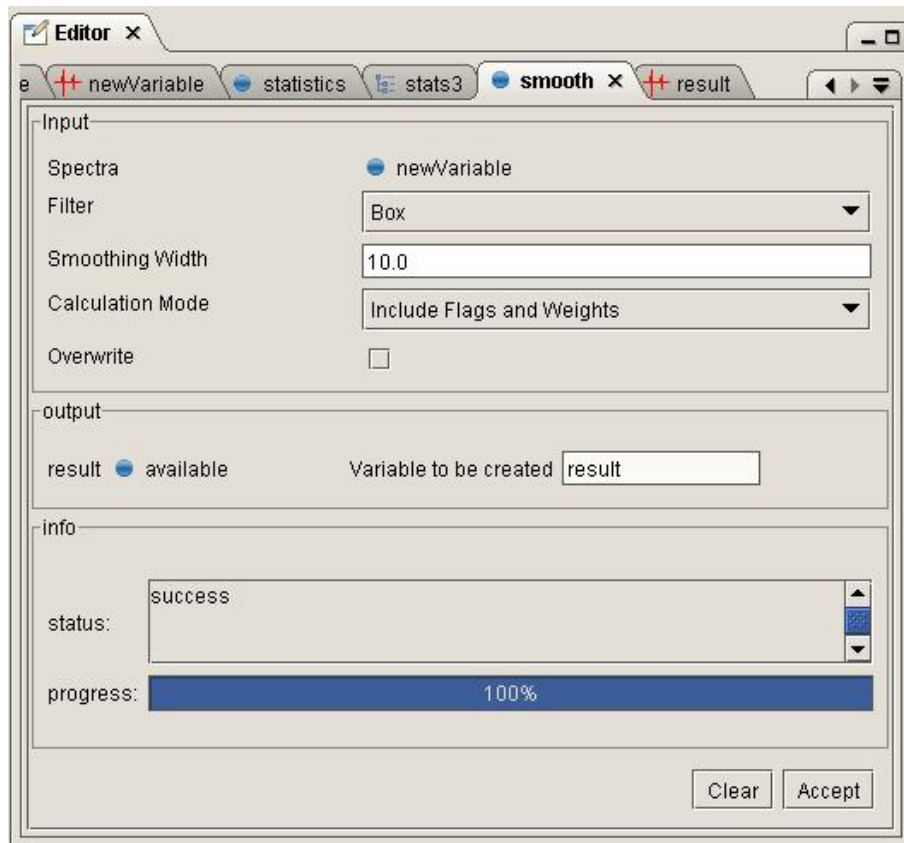 Editor
e newVariable statistics stats3 smooth result
Input
Spectra newVariable
Filter Box
Smoothing Width 10.0
Calculation Mode Include Flags and Weights
Overwrite
output
result available Variable to be created result
info
status: success
progress: 100%
Clear Accept